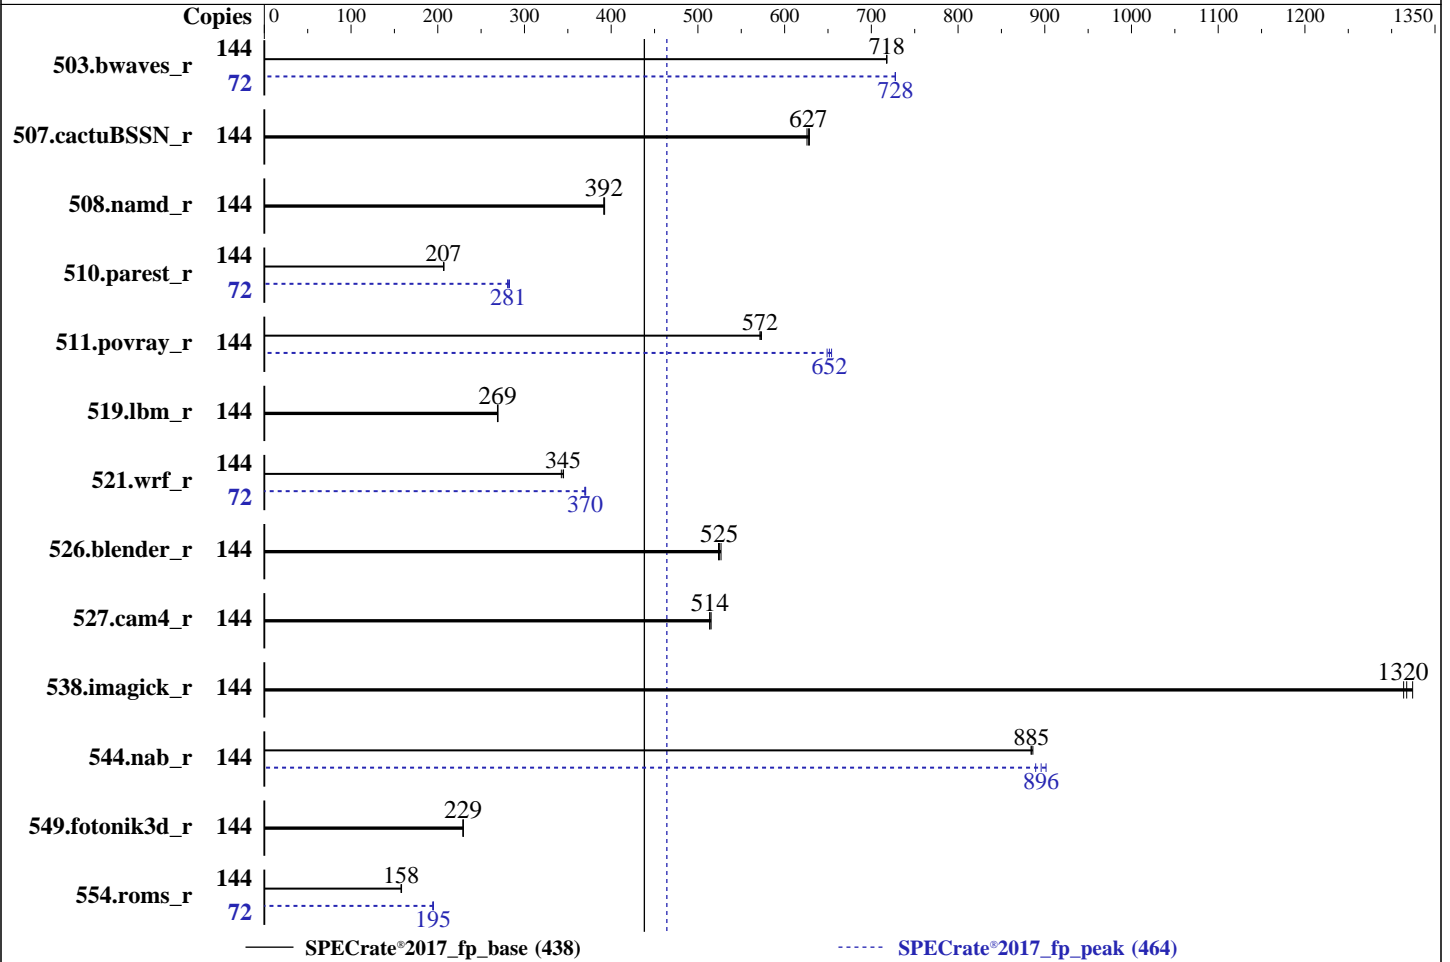 Copies 0 100 200 300 400 500 600 700 800 900 1000 1100 1200 1350
503.bwaves_r 144 718
72 728
507.cactuBSSN_r 144 627
508.namd_r 144 392
510.parest_r 144 207
72 281
511.povray_r 144 572
652
519.lbm_r 144 269
521.wrf_r 144 345
72 370
526.blender_r 144 525
527.cam4_r 144 514
538.imagick_r 144 1320
544.nab_r 144 885
896
549.fotonik3d_r 144 229
554.roms_r 144 158
72 195
SPECrate®2017_fp_base (438) SPECrate®2017_fp_peak (464)